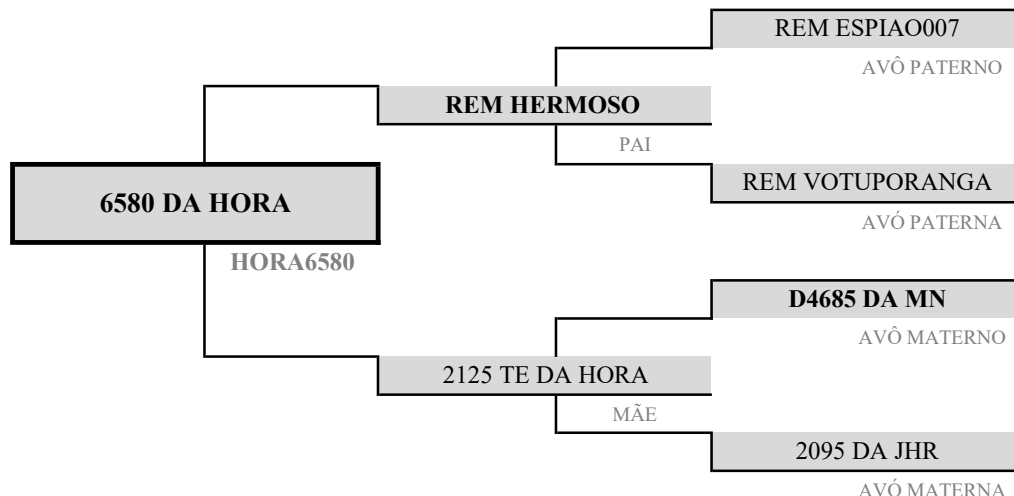 REM ESPIAO007
AVÔ PATERNO
REM HERMOSO
PAI
REM VOTUPORANGA
AVÓ PATERNA
6580 DA HORA
HORA6580
D4685 DA MN
AVÔ MATERNO
2125 TE DA HORA
MÃE
2095 DA JHR
AVÓ MATERNA